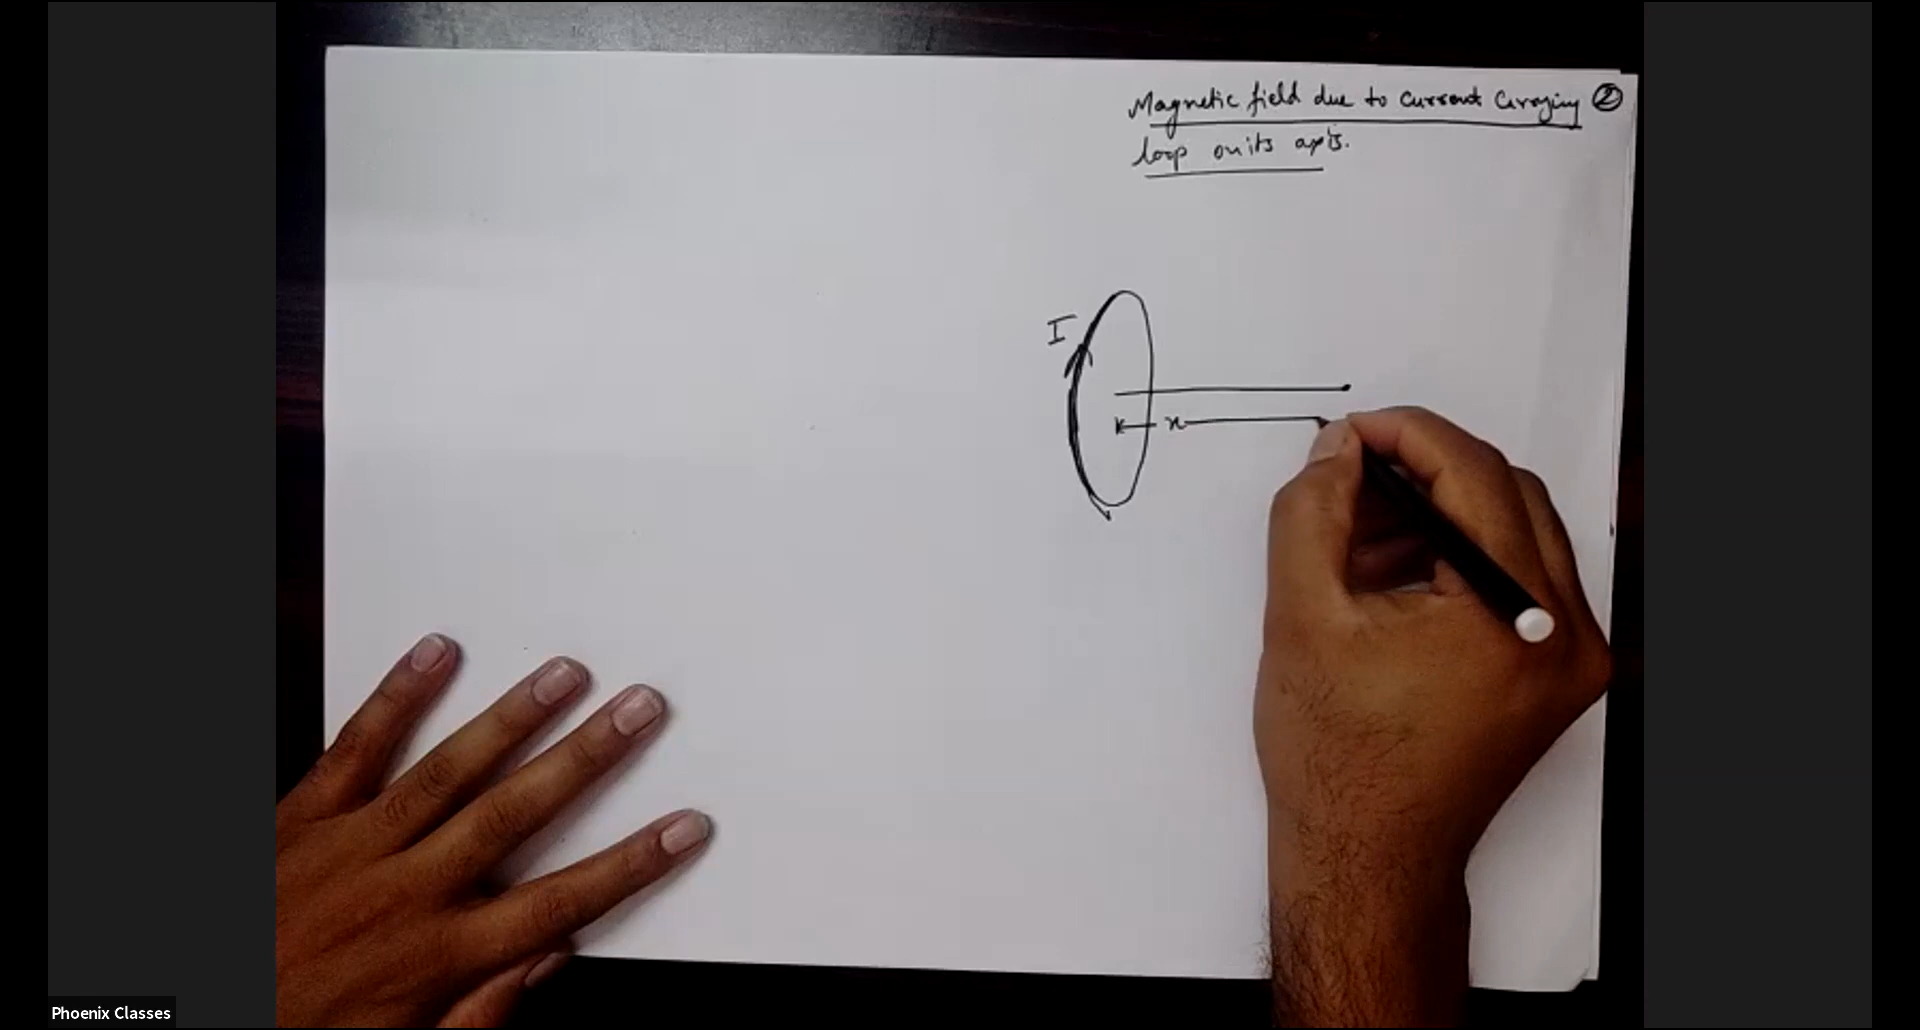 Magnetic field due to current carrying ②
loop on its axis.
I
x
Phoenix Classes